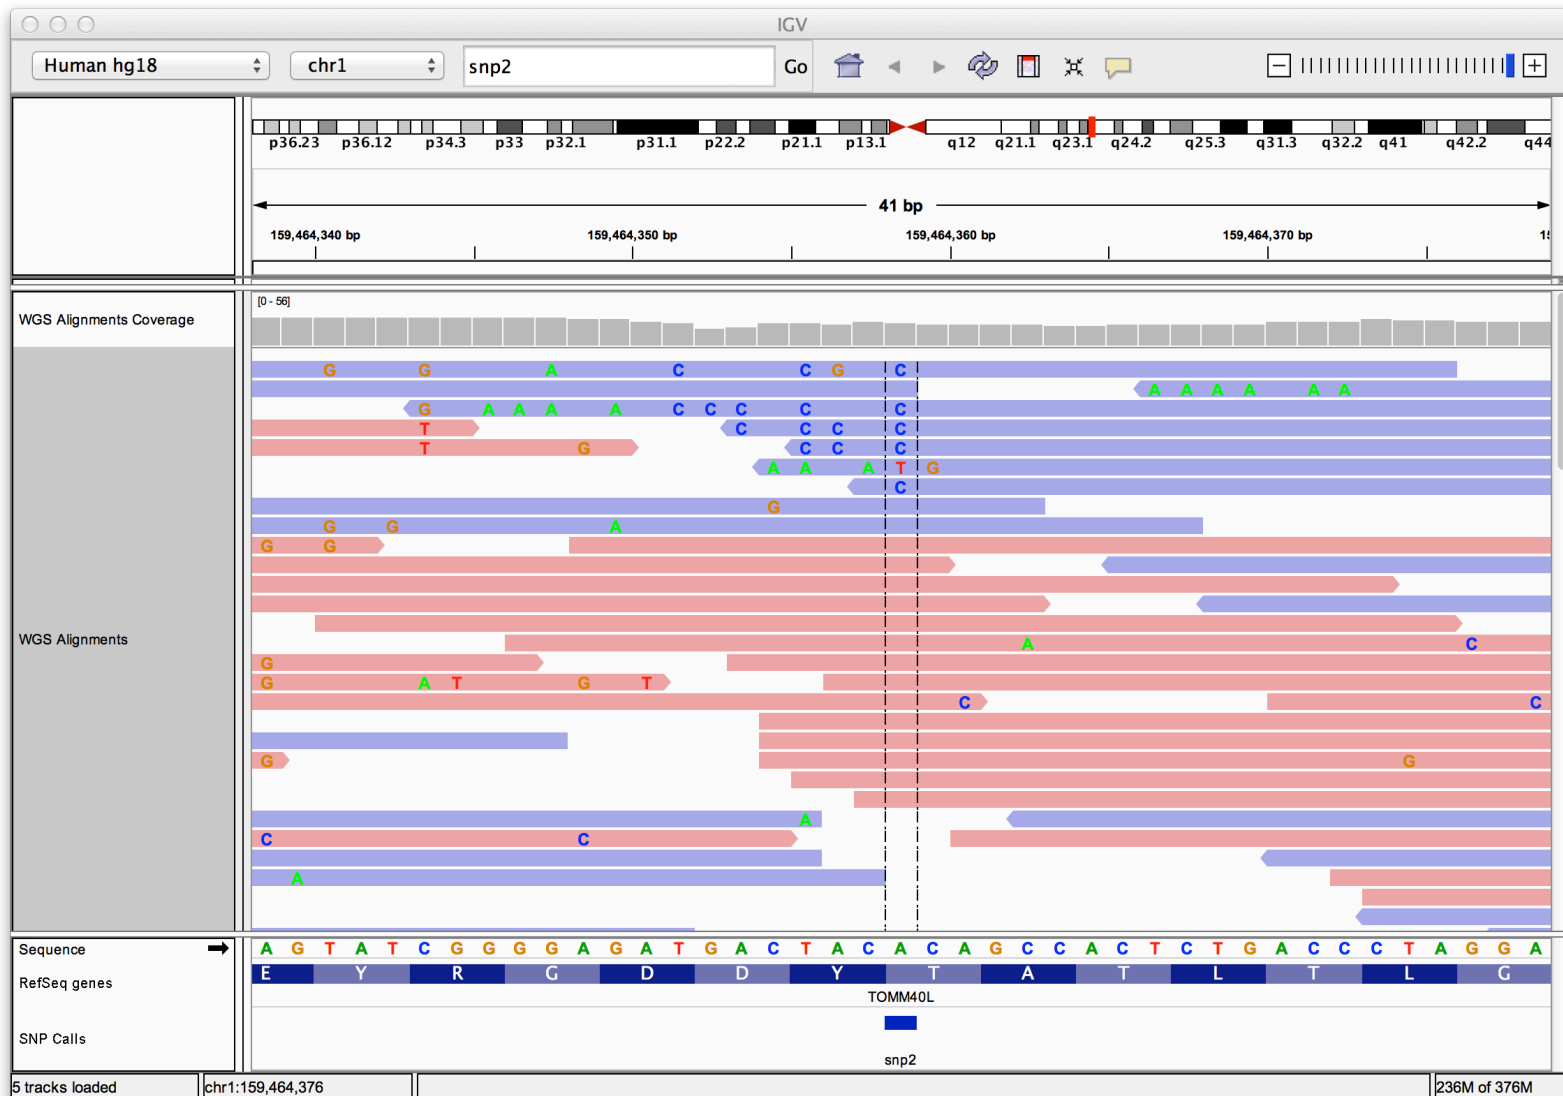 IGV
Human hg18 chr1 snp2 Go
p36.23 p36.12 p34.3 p33 p32.1 p31.1 p22.2 p21.1 p13.1 q12 q21.1 q23.1 q24.2 q25.3 q31.3 q32.2 q41 q42.2 q44
41 bp
159,464,340 bp 159,464,350 bp 159,464,360 bp 159,464,370 bp
[0 - 56]
WGS Alignments Coverage
G G A C C G C
A A A A A A
G A A A A C C C C C
T C C C C
T G C C C
A A A T G
C
G
G G A
G G
WGS Alignments
A C
G
G A T G T
C C
G G
A
C C
A
Sequence A G T A T C G G G G A G A T G A C T A C A C A G C C A C T C T G A C C C T A G G A
RefSeq genes E Y R G D D Y T A T L T L G
TOMM40L
SNP Calls
snp2
5 tracks loaded chr1:159,464,376 236M of 376M